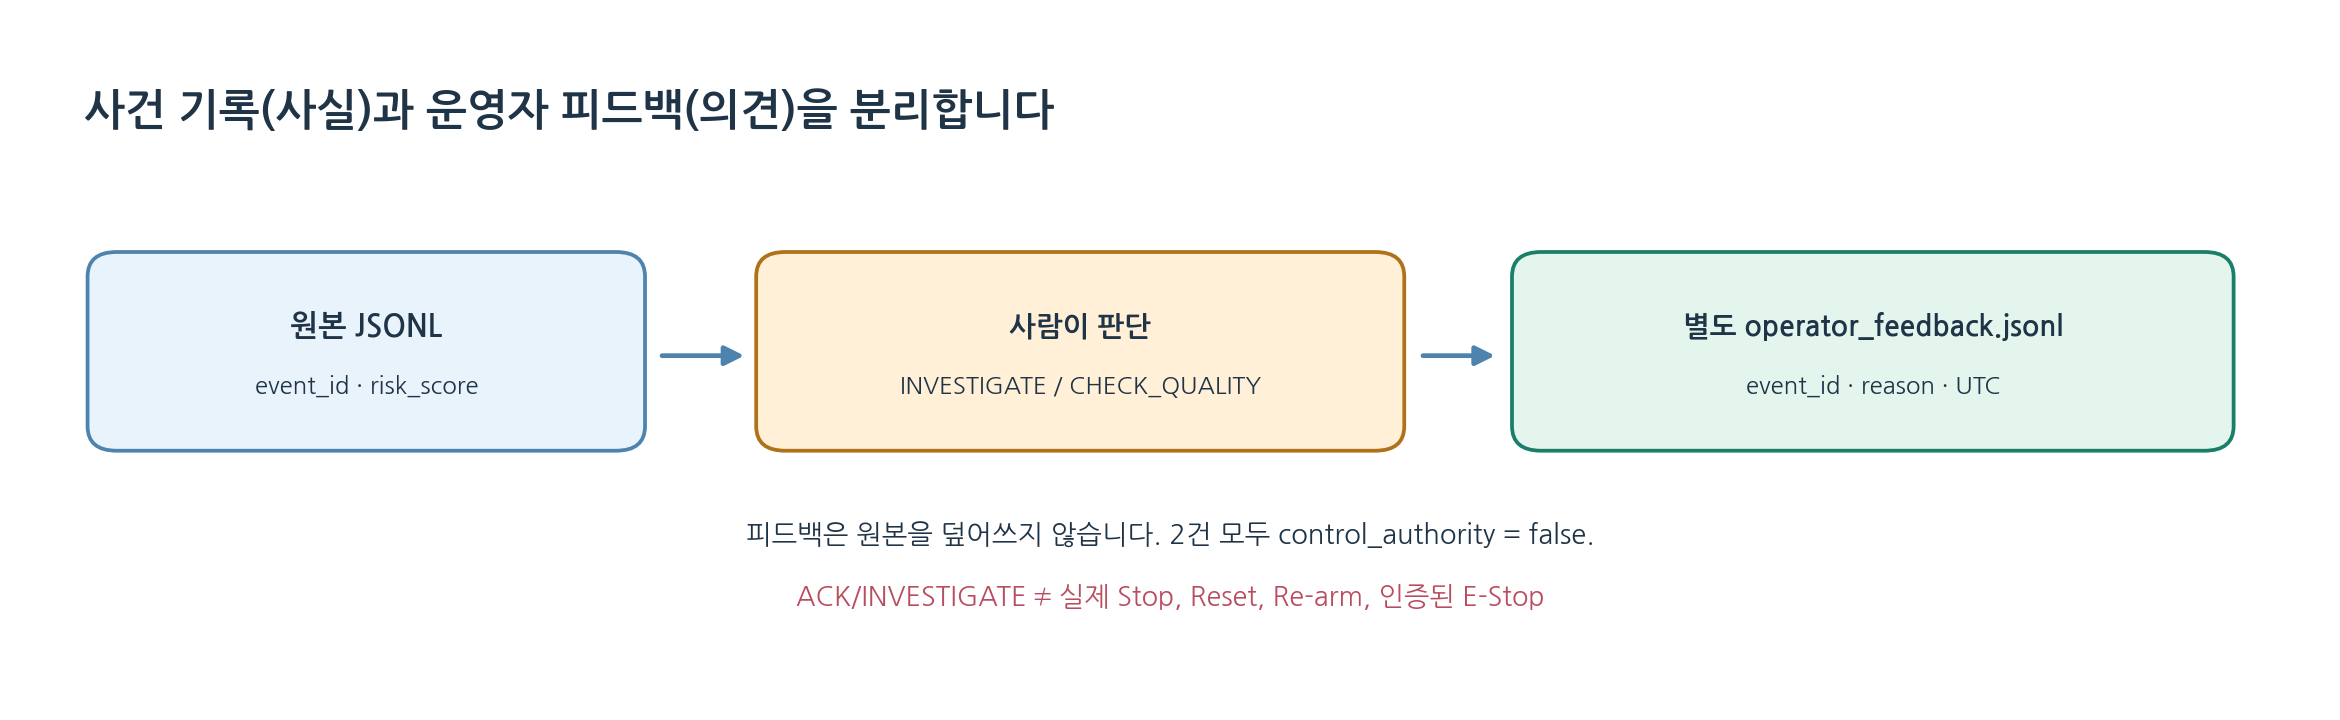 사건 기록(사실)과 운영자 피드백(의견)을 분리합니다
원본 JSONL
event_id · risk_score
사람이 판단
INVESTIGATE / CHECK_QUALITY
별도 operator_feedback.jsonl
event_id · reason · UTC
피드백은 원본을 덮어쓰지 않습니다. 2건 모두 control_authority = false.
ACK/INVESTIGATE ≠ 실제 Stop, Reset, Re-arm, 인증된 E-Stop